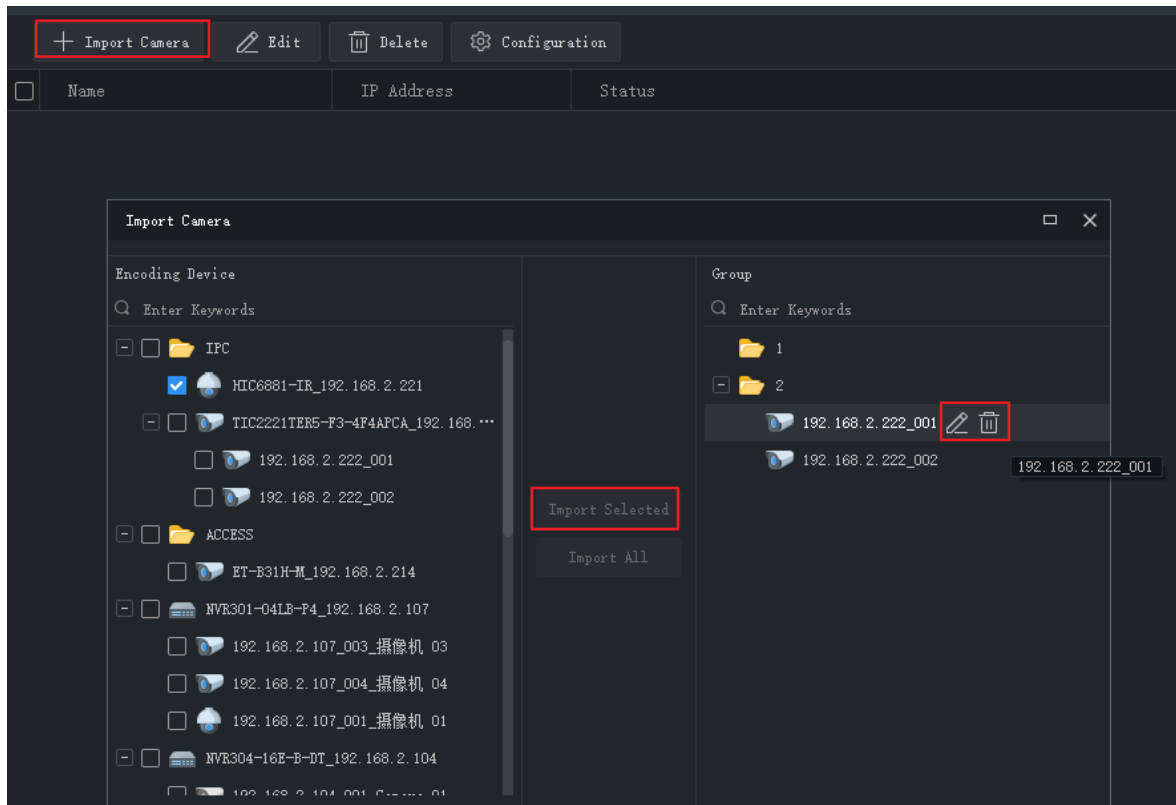 Import Camera Edit Delete Configuration
Name IP Address Status
Import Camera
Encoding Device
Enter Keywords
IPC
HIC6881-IR_192.168.2.221
TIC2221TER5-F3-4F4APCA_192.168.···
192.168.2.222_001
192.168.2.222_002
ACCESS
ET-B31H-M_192.168.2.214
NVR301-04LB-P4_192.168.2.107
192.168.2.107_003_摄像机 03
192.168.2.107_004_摄像机 04
192.168.2.107_001_摄像机 01
NVR304-16E-B-DT_192.168.2.104
192.168.2.104_001_Camera 01
Import Selected
Import All
Group
Enter Keywords
1
2
192.168.2.222_001
192.168.2.222_002
192.168.2.222_001